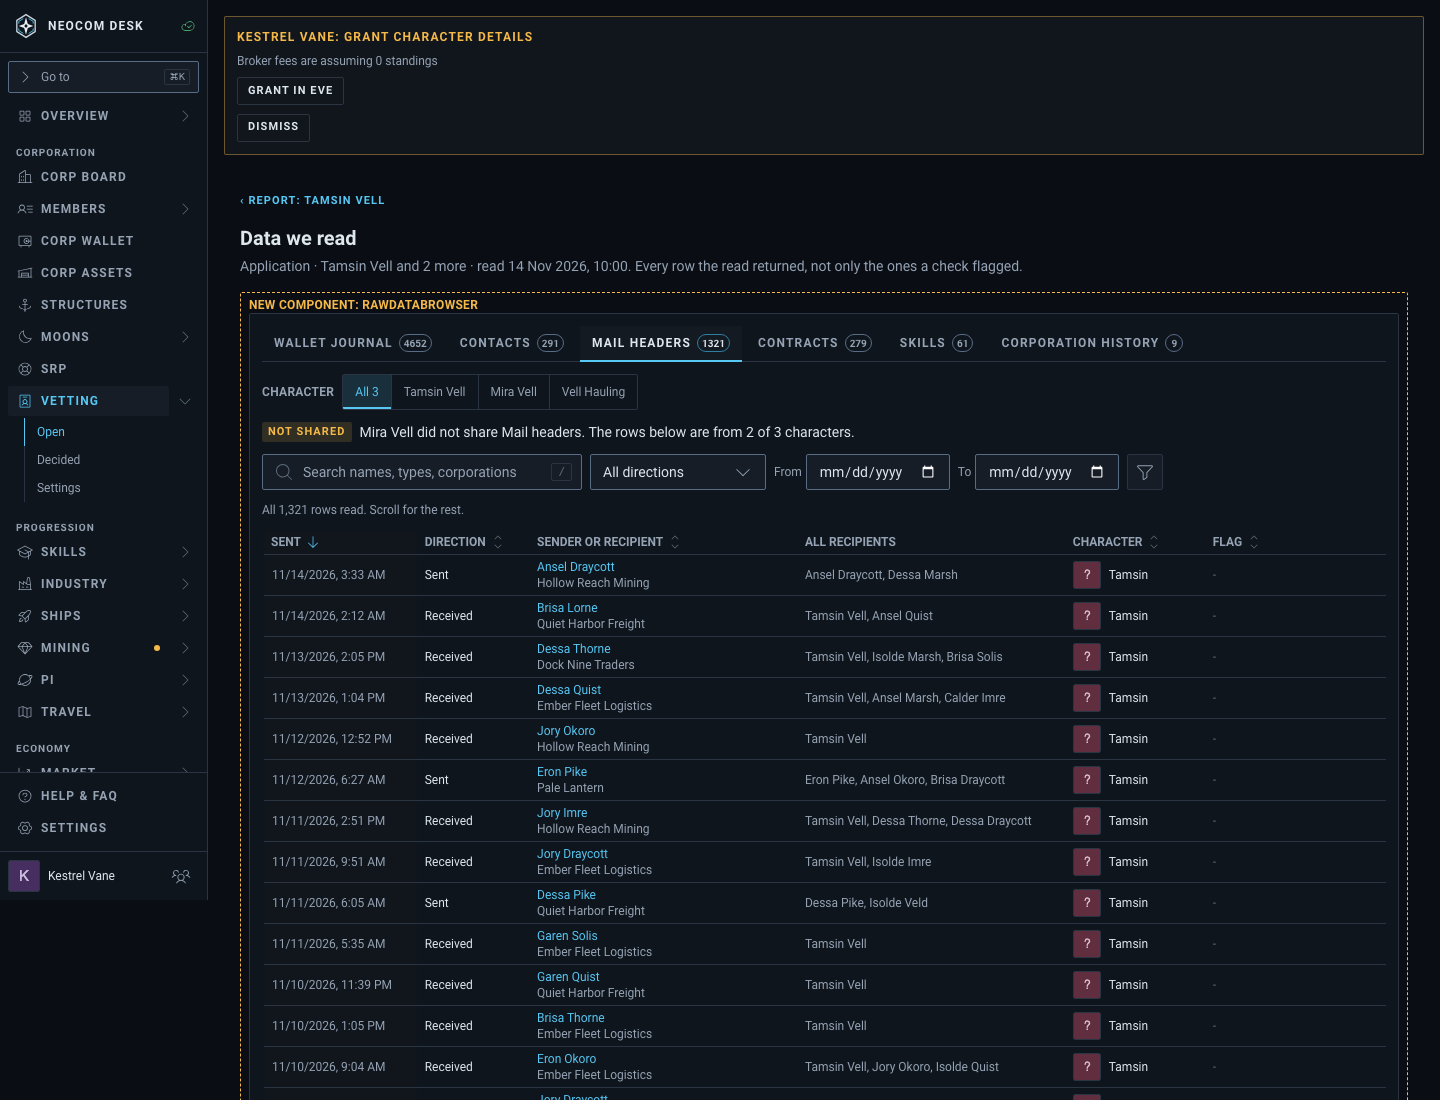 NEOCOM DESK
Go to
⌘K
OVERVIEW
CORPORATION
CORP BOARD
MEMBERS
CORP WALLET
CORP ASSETS
STRUCTURES
MOONS
SRP
VETTING
Open
Decided
Settings
PROGRESSION
SKILLS
INDUSTRY
SHIPS
MINING
PI
TRAVEL
ECONOMY
MARKET
HELP & FAQ
SETTINGS
K Kestrel Vane
KESTREL VANE: GRANT CHARACTER DETAILS
Broker fees are assuming 0 standings
GRANT IN EVE
DISMISS
‹ REPORT: TAMSIN VELL
Data we read
Application · Tamsin Vell and 2 more · read 14 Nov 2026, 10:00. Every row the read returned, not only the ones a check flagged.
NEW COMPONENT: RAWDATABROWSER
WALLET JOURNAL 4652 CONTACTS 291 MAIL HEADERS 1321 CONTRACTS 279 SKILLS 61 CORPORATION HISTORY 9
CHARACTER All 3 Tamsin Vell Mira Vell Vell Hauling
NOT SHARED Mira Vell did not share Mail headers. The rows below are from 2 of 3 characters.
Search names, types, corporations / All directions From mm/dd/yyyy To mm/dd/yyyy
All 1,321 rows read. Scroll for the rest.
SENT DIRECTION SENDER OR RECIPIENT ALL RECIPIENTS CHARACTER FLAG
11/14/2026, 3:33 AM Sent Ansel Draycott Ansel Draycott, Dessa Marsh ? Tamsin -
Hollow Reach Mining
11/14/2026, 2:12 AM Received Brisa Lorne Tamsin Vell, Ansel Quist ? Tamsin -
Quiet Harbor Freight
11/13/2026, 2:05 PM Received Dessa Thorne Tamsin Vell, Isolde Marsh, Brisa Solis ? Tamsin -
Dock Nine Traders
11/13/2026, 1:04 PM Received Dessa Quist Tamsin Vell, Ansel Marsh, Calder Imre ? Tamsin -
Ember Fleet Logistics
11/12/2026, 12:52 PM Received Jory Okoro Tamsin Vell ? Tamsin -
Hollow Reach Mining
11/12/2026, 6:27 AM Sent Eron Pike Eron Pike, Ansel Okoro, Brisa Draycott ? Tamsin -
Pale Lantern
11/11/2026, 2:51 PM Received Jory Imre Tamsin Vell, Dessa Thorne, Dessa Draycott ? Tamsin -
Hollow Reach Mining
11/11/2026, 9:51 AM Received Jory Draycott Tamsin Vell, Isolde Imre ? Tamsin -
Ember Fleet Logistics
11/11/2026, 6:05 AM Sent Dessa Pike Dessa Pike, Isolde Veld ? Tamsin -
Quiet Harbor Freight
11/11/2026, 5:35 AM Received Garen Solis Tamsin Vell ? Tamsin -
Ember Fleet Logistics
11/10/2026, 11:39 PM Received Garen Quist Tamsin Vell ? Tamsin -
Quiet Harbor Freight
11/10/2026, 1:05 PM Received Brisa Thorne Tamsin Vell ? Tamsin -
Ember Fleet Logistics
11/10/2026, 9:04 AM Received Eron Okoro Tamsin Vell, Jory Okoro, Isolde Quist ? Tamsin -
Ember Fleet Logistics
Jory Draycott